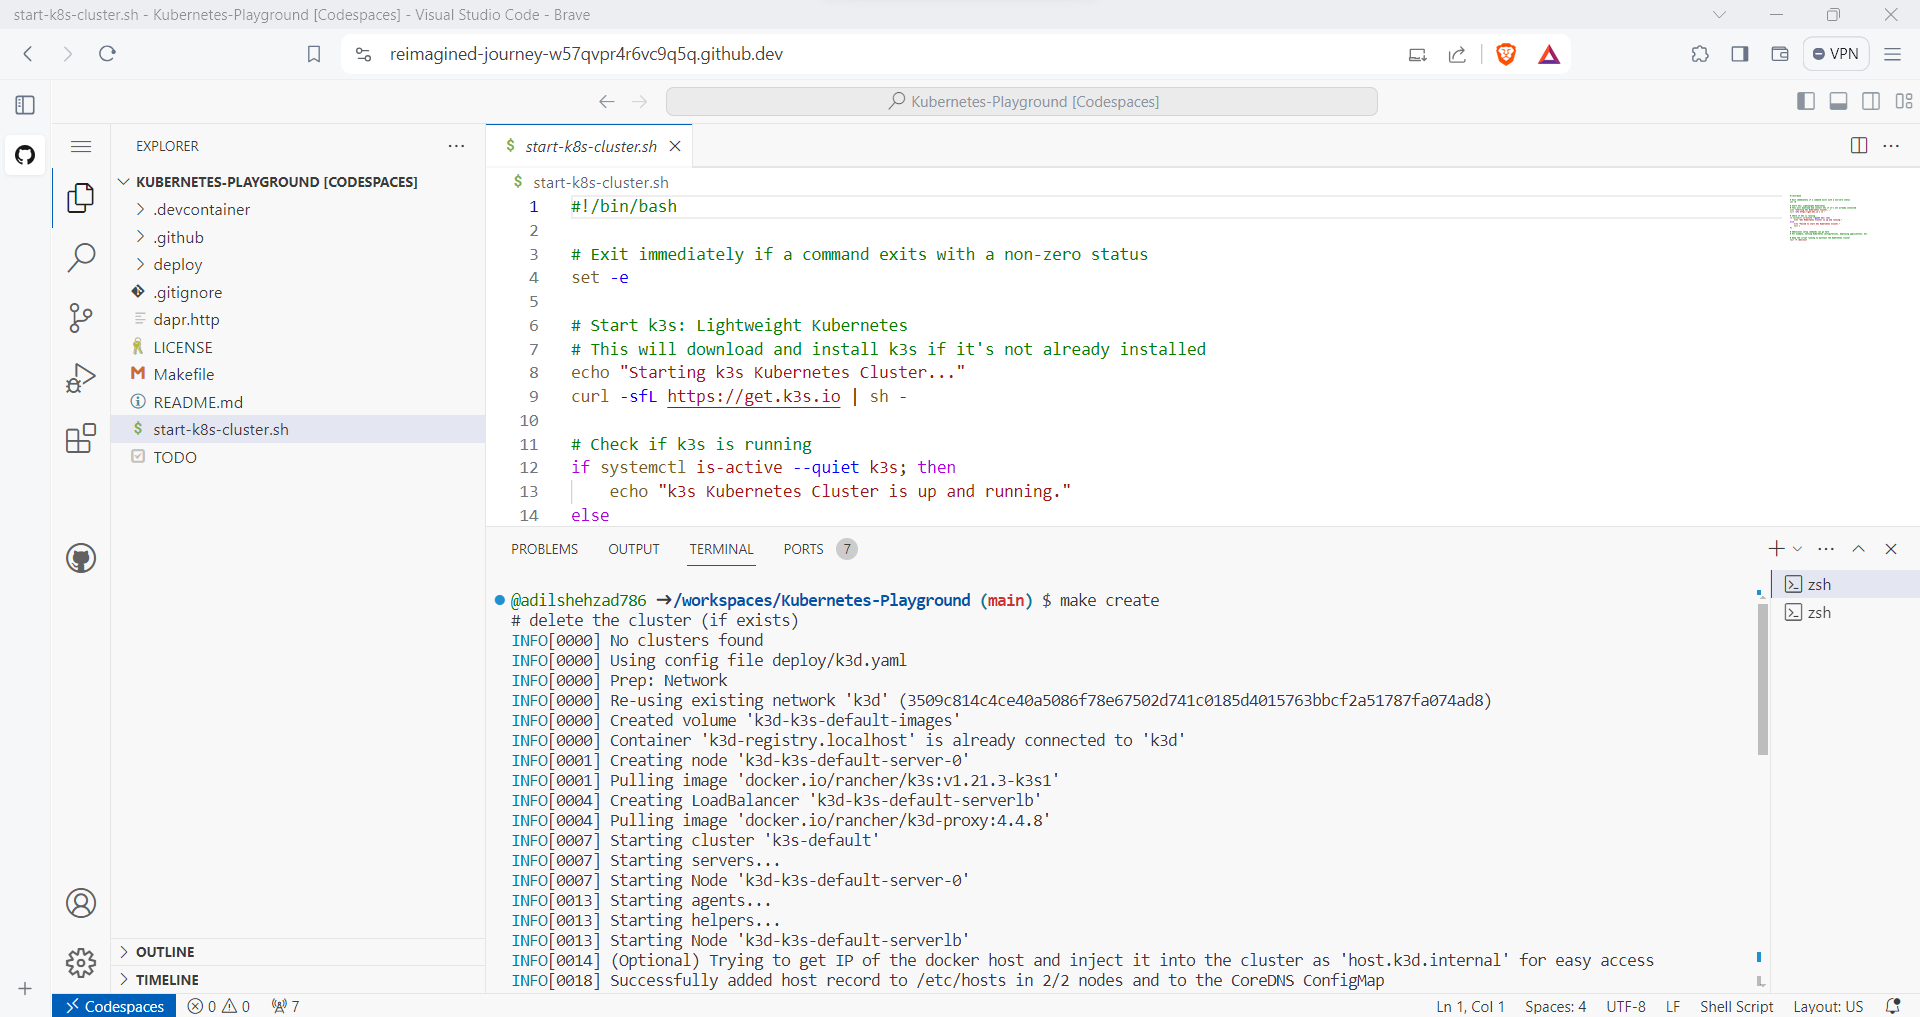 start-k8s-cluster.sh - Kubernetes-Playground [Codespaces] - Visual Studio Code - Brave
reimagined-journey-w57qvpr4r6vc9q5q.github.dev
VPN
Kubernetes-Playground [Codespaces]
EXPLORER
KUBERNETES-PLAYGROUND [CODESPACES]
.devcontainer
.github
deploy
.gitignore
dapr.http
LICENSE
Makefile
README.md
start-k8s-cluster.sh
TODO
OUTLINE
TIMELINE
$ start-k8s-cluster.sh
$ start-k8s-cluster.sh
1 #!/bin/bash
2
3 # Exit immediately if a command exits with a non-zero status
4 set -e
5
6 # Start k3s: Lightweight Kubernetes
7 # This will download and install k3s if it's not already installed
8 echo "Starting k3s Kubernetes Cluster..."
9 curl -sfL https://get.k3s.io | sh -
10
11 # Check if k3s is running
12 if systemctl is-active --quiet k3s; then
13 echo "k3s Kubernetes Cluster is up and running."
14 else
PROBLEMS OUTPUT TERMINAL PORTS 7
zsh
zsh
@adilshehzad786 ➜/workspaces/Kubernetes-Playground (main) $ make create
# delete the cluster (if exists)
INFO[0000] No clusters found
INFO[0000] Using config file deploy/k3d.yaml
INFO[0000] Prep: Network
INFO[0000] Re-using existing network 'k3d' (3509c814c4ce40a5086f78e67502d741c0185d4015763bbcf2a51787fa074ad8)
INFO[0000] Created volume 'k3d-k3s-default-images'
INFO[0000] Container 'k3d-registry.localhost' is already connected to 'k3d'
INFO[0001] Creating node 'k3d-k3s-default-server-0'
INFO[0001] Pulling image 'docker.io/rancher/k3s:v1.21.3-k3s1'
INFO[0004] Creating LoadBalancer 'k3d-k3s-default-serverlb'
INFO[0004] Pulling image 'docker.io/rancher/k3d-proxy:4.4.8'
INFO[0007] Starting cluster 'k3s-default'
INFO[0007] Starting servers...
INFO[0007] Starting Node 'k3d-k3s-default-server-0'
INFO[0013] Starting agents...
INFO[0013] Starting helpers...
INFO[0013] Starting Node 'k3d-k3s-default-serverlb'
INFO[0014] (Optional) Trying to get IP of the docker host and inject it into the cluster as 'host.k3d.internal' for easy access
INFO[0018] Successfully added host record to /etc/hosts in 2/2 nodes and to the CoreDNS ConfigMap
Codespaces 0 0 7 Ln 1, Col 1 Spaces: 4 UTF-8 LF Shell Script Layout: US